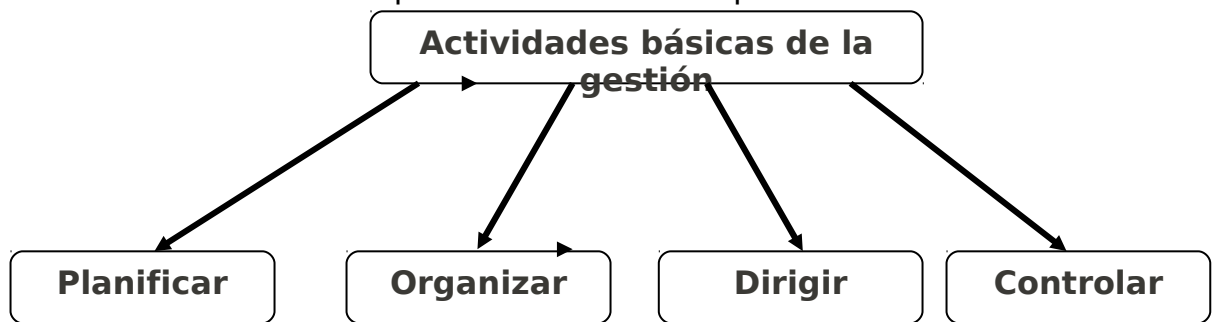 Actividades básicas de la
gestión
Planificar
Organizar
Dirigir
Controlar